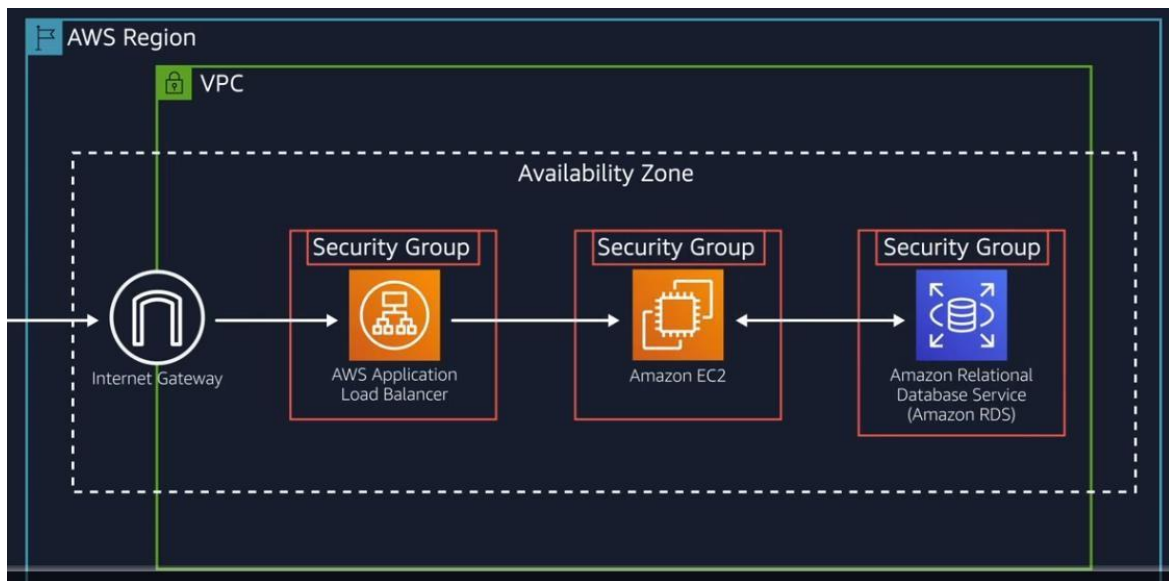 AWS Region
VPC
Availability Zone
Security Group
Security Group
Security Group
Internet Gateway
AWS Application
Load Balancer
Amazon EC2
Amazon Relational
Database Service
(Amazon RDS)